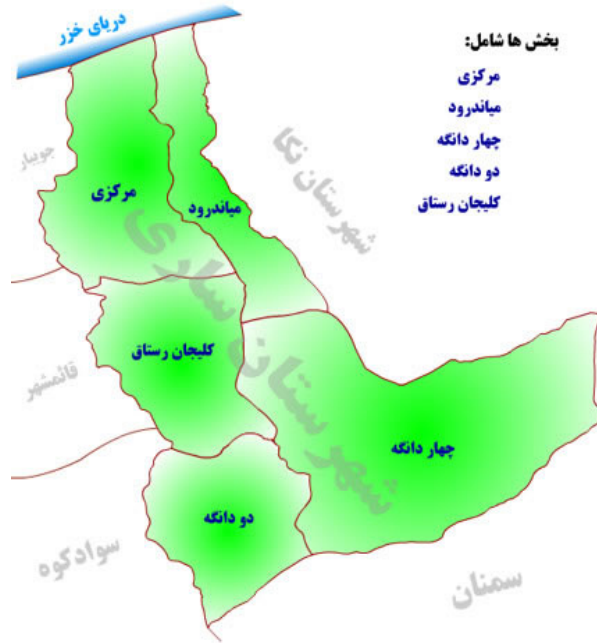 دریای خزر
بخش ها شامل:
مرکزی
میاندرود
چهار دانگه
دو دانگه
کلیجان رستاق
جویبار
شهرستان نکا
مرکزی
میاندرود
شهرستان ساری
کلیجان رستاق
قائمشهر
چهار دانگه
دو دانگه
سوادکوه
سمنان